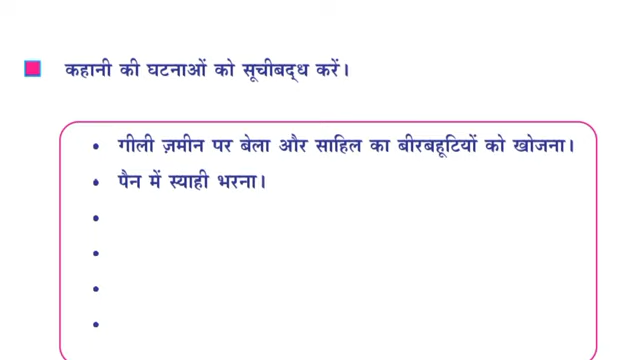 कहानी की घटनाओं को सूचीबद्ध करें।
• गीली ज़मीन पर बेला और साहिल का बीरबहूटियों को खोजना।
• पैन में स्याही भरना।
•
•
•
•